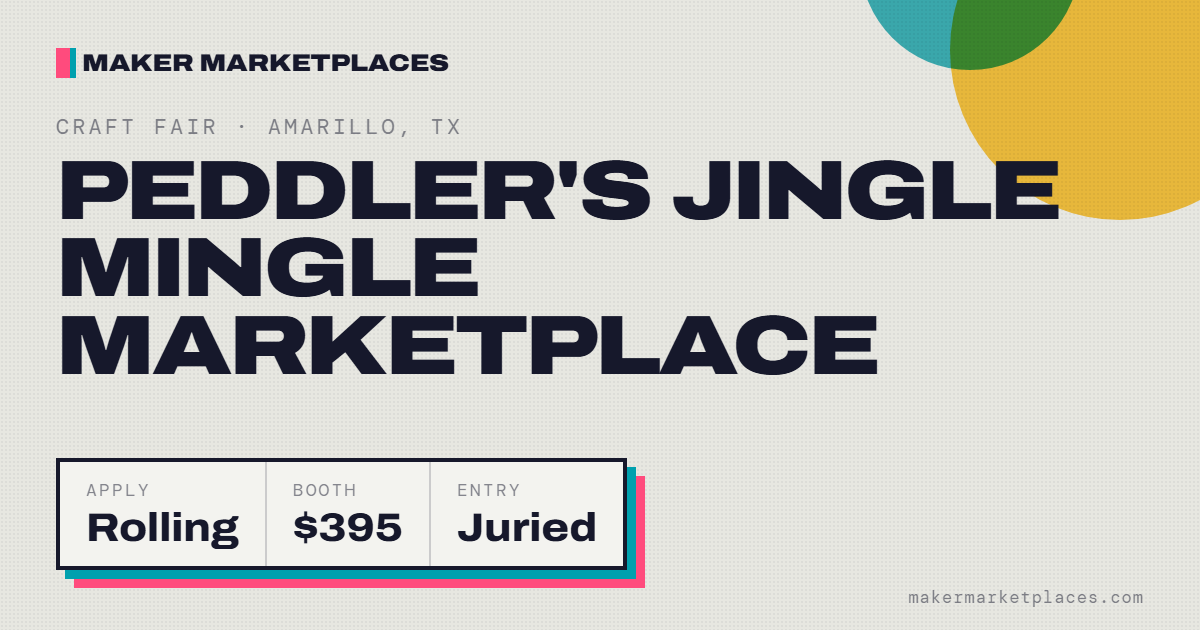 MAKER MARKETPLACES
CRAFT FAIR · AMARILLO, TX
PEDDLER'S JINGLE
MINGLE
MARKETPLACE
APPLY BOOTH ENTRY
Rolling $395 Juried
makermarketplaces.com